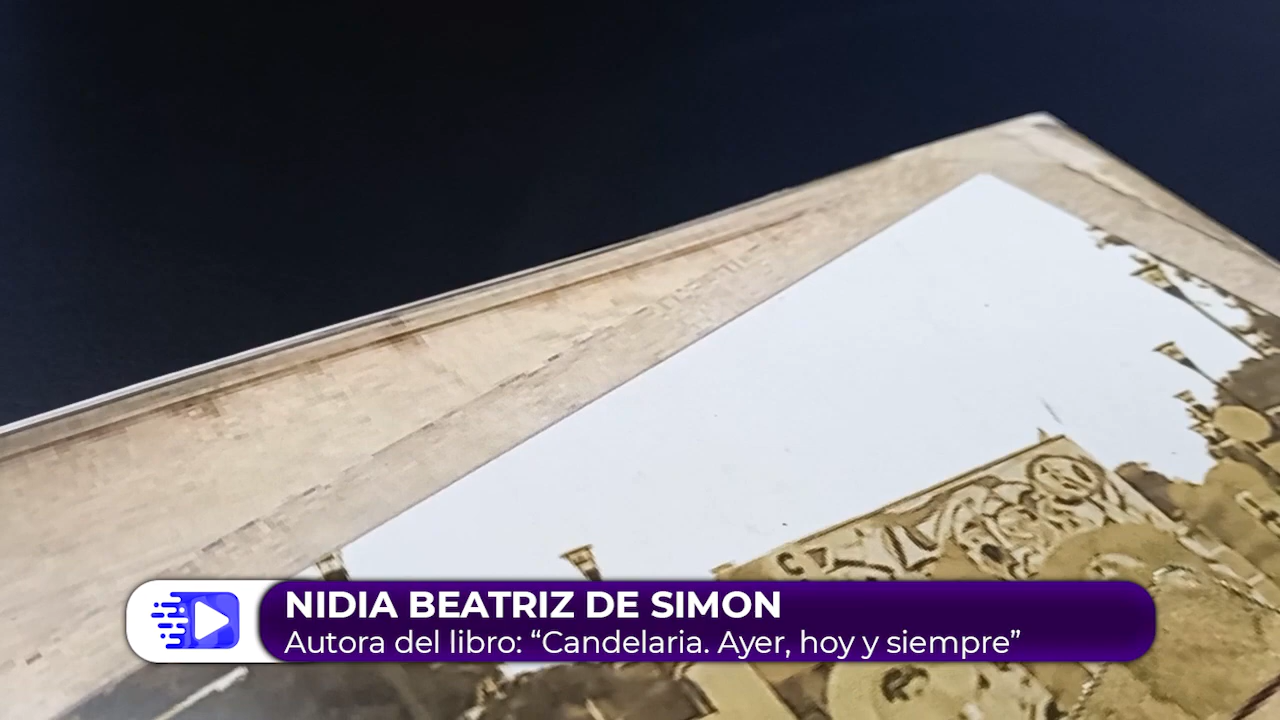 NIDIA BEATRIZ DE SIMON
Autora del libro: “Candelaria. Ayer, hoy y siempre”